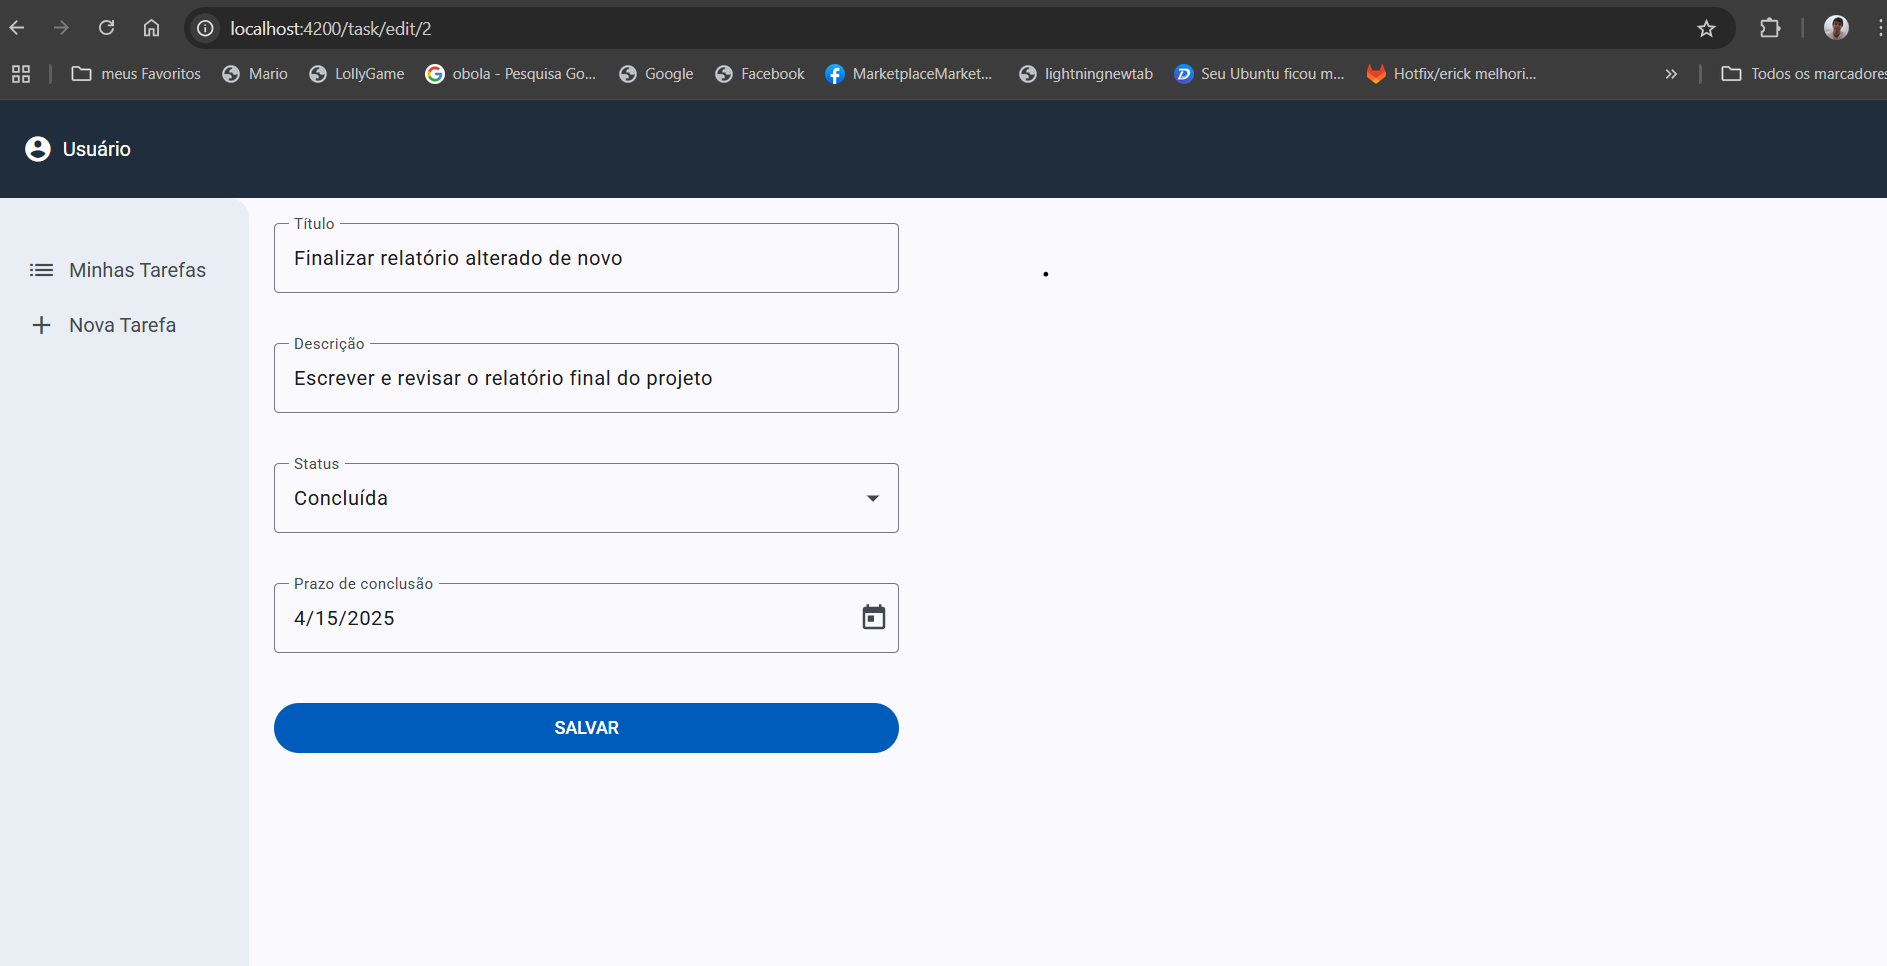 localhost:4200/task/edit/2
meus Favoritos
Mario
LollyGame
obola - Pesquisa Go...
Google
Facebook
MarketplaceMarket...
lightningnewtab
Seu Ubuntu ficou m...
Hotfix/erick melhori...
Todos os marcadores
Usuário
Minhas Tarefas
Nova Tarefa
Título
Finalizar relatório alterado de novo
Descrição
Escrever e revisar o relatório final do projeto
Status
Concluída
Prazo de conclusão
4/15/2025
SALVAR